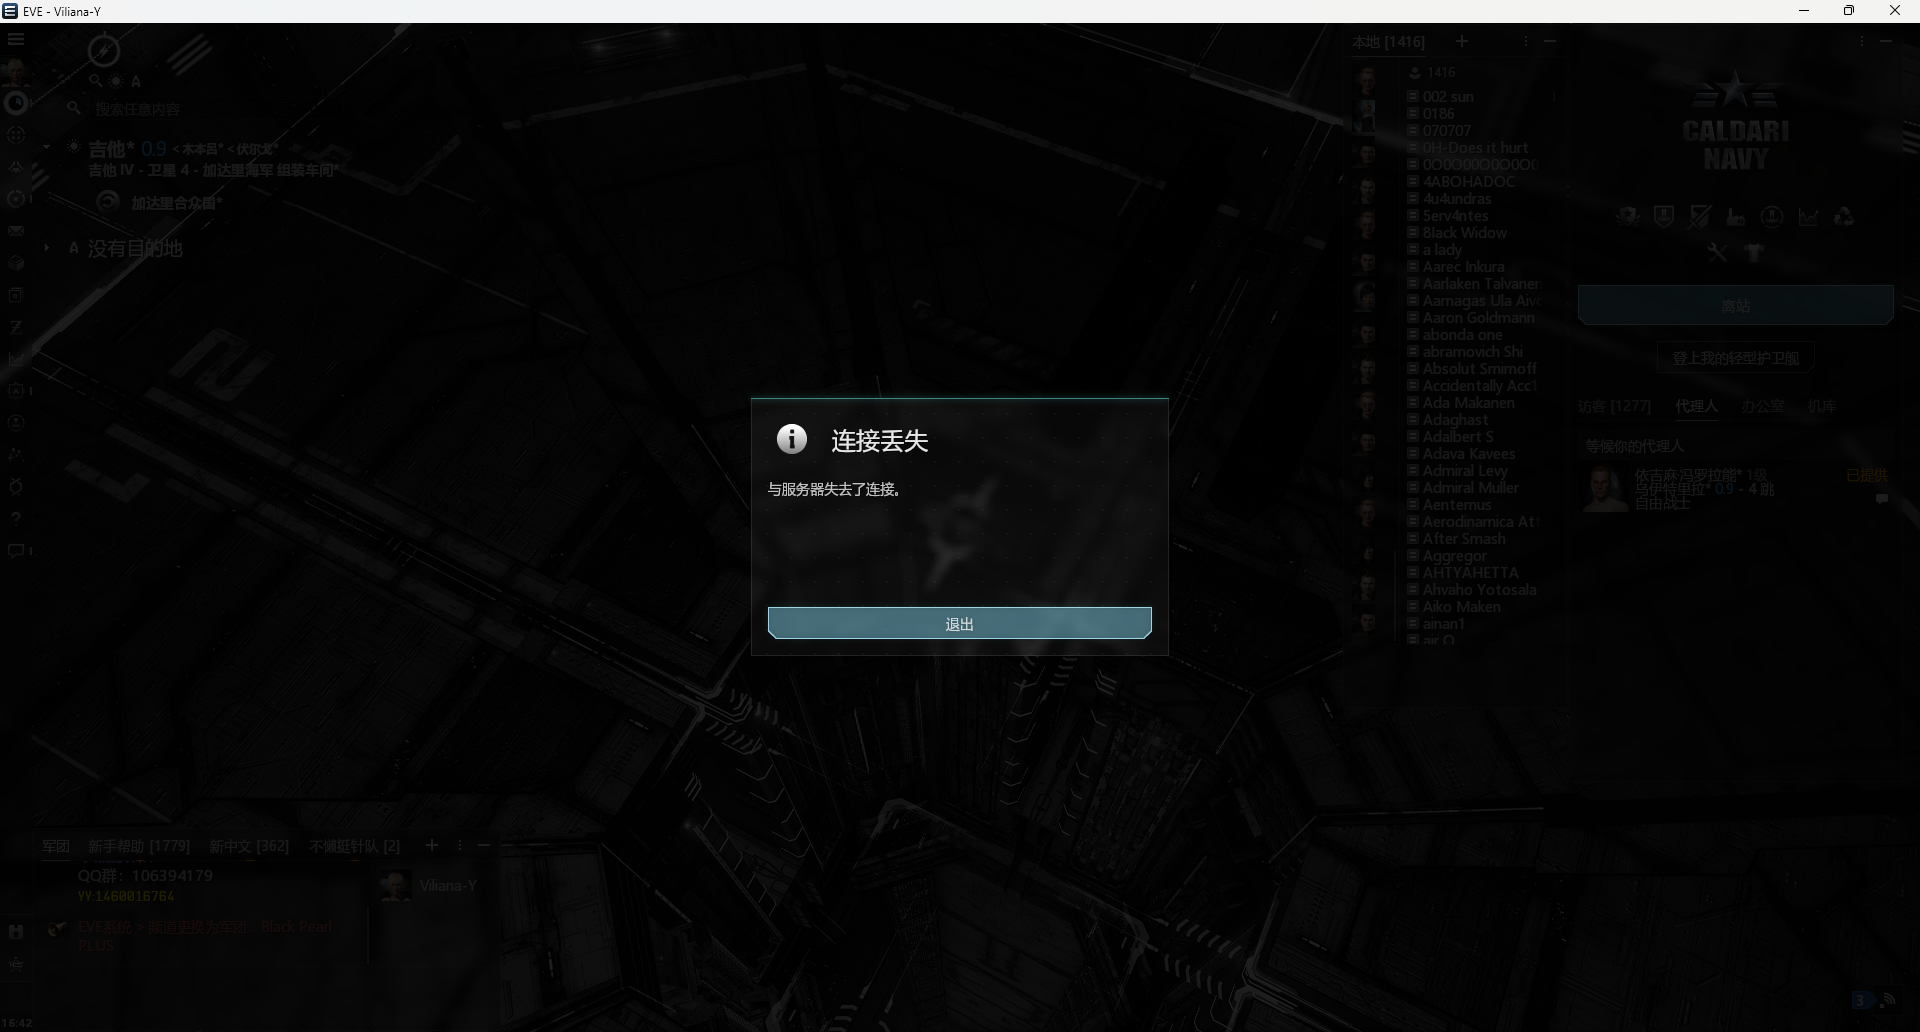 EVE - Viliana-Y
搜索任意内容
吉他* 0.9 < 木本吕* < 伏尔戈*
吉他 IV - 卫星 4 - 加达里海军 组装车间*
加达里合众国*
A 没有目的地
本地 [1416]
1416
002 sun
0186
070707
0H-Does it hurt
4ABOHADOC
4u4undras
5erv4ntes
8lack Widow
a lady
Aarec Inkura
Aarlaken Talvaner
Aamagas Ula
Aaron Goldmann
abonda one
abramovich Shi
Absolut Smirnoff
Accidentally Acc1
Ada Makanen
Adaghast
Adalbert S
Adava Kavees
Admiral Levy
Admiral Muller
Aenternus
Aerodinamica
After Smash
Aggregor
AHTYAHETTA
Ahvaho Yotosala
Aiko Maken
ainan1
air O
CALDARI
NAVY
离站
登上我的轻型护卫舰
访客 [1277] 代理人 办公室 机库
等候你的代理人
依吉麻·冯罗拉能* 1级
已提供
乌伊特里拉* 0.9 - 4 跳
自由战士
连接丢失
与服务器失去了连接。
退出
军团 新手帮助 [1779] 新中文 [362] 不懒狂针队 [2]
QQ群：106394179
YY:1460016764
Viliana-Y
EVE系统 > 频道更换为军团：Black Pearl
PLUS
3
15:42